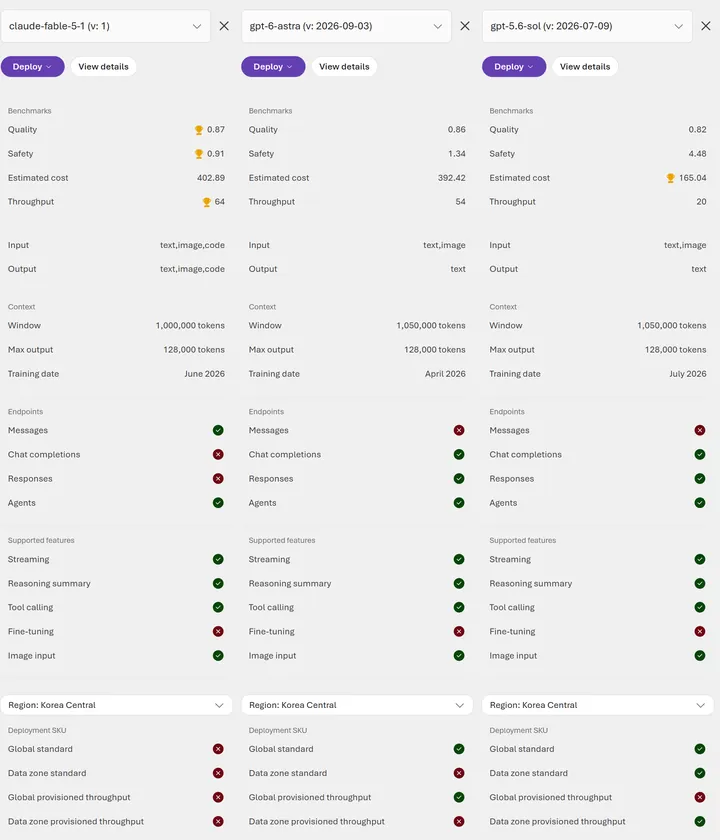 claude-fable-5-1 (v: 1)
Deploy
View details
Benchmarks
Quality 0.87
Safety 0.91
Estimated cost 402.89
Throughput 64
Input text,image,code
Output text,image,code
Context
Window 1,000,000 tokens
Max output 128,000 tokens
Training date June 2026
Endpoints
Messages
Chat completions
Responses
Agents
Supported features
Streaming
Reasoning summary
Tool calling
Fine-tuning
Image input
Region: Korea Central
Deployment SKU
Global standard
Data zone standard
Global provisioned throughput
Data zone provisioned throughput
gpt-6-astra (v: 2026-09-03)
Deploy
View details
Benchmarks
Quality 0.86
Safety 1.34
Estimated cost 392.42
Throughput 54
Input text,image
Output text
Context
Window 1,050,000 tokens
Max output 128,000 tokens
Training date April 2026
Endpoints
Messages
Chat completions
Responses
Agents
Supported features
Streaming
Reasoning summary
Tool calling
Fine-tuning
Image input
Region: Korea Central
Deployment SKU
Global standard
Data zone standard
Global provisioned throughput
Data zone provisioned throughput
gpt-5.6-sol (v: 2026-07-09)
Deploy
View details
Benchmarks
Quality 0.82
Safety 4.48
Estimated cost 165.04
Throughput 20
Input text,image
Output text
Context
Window 1,050,000 tokens
Max output 128,000 tokens
Training date July 2026
Endpoints
Messages
Chat completions
Responses
Agents
Supported features
Streaming
Reasoning summary
Tool calling
Fine-tuning
Image input
Region: Korea Central
Deployment SKU
Global standard
Data zone standard
Global provisioned throughput
Data zone provisioned throughput